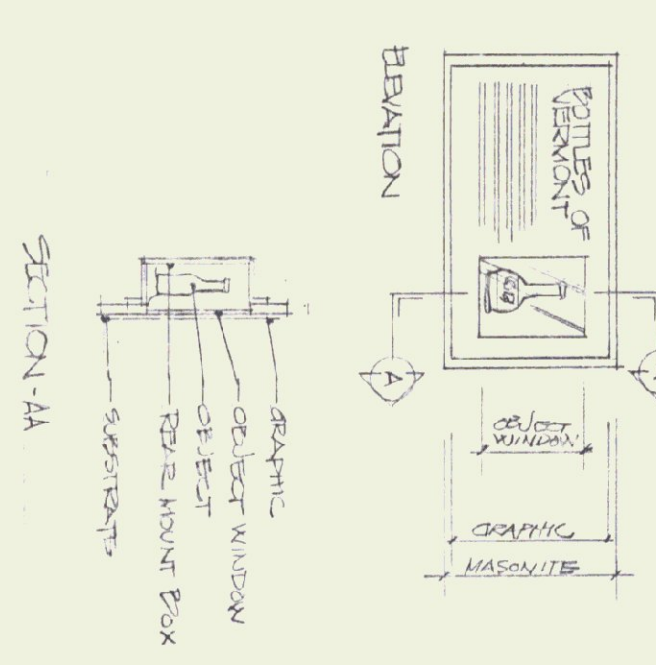 ELEVATION
BOTTLES OF
VERMONT
A
OBJECT
WINDOW
GRAPHIC
MASONITE
SECTION-AA
GRAPHIC
OBJECT WINDOW
OBJECT
REAR MOUNT BOX
SUBSTRATE